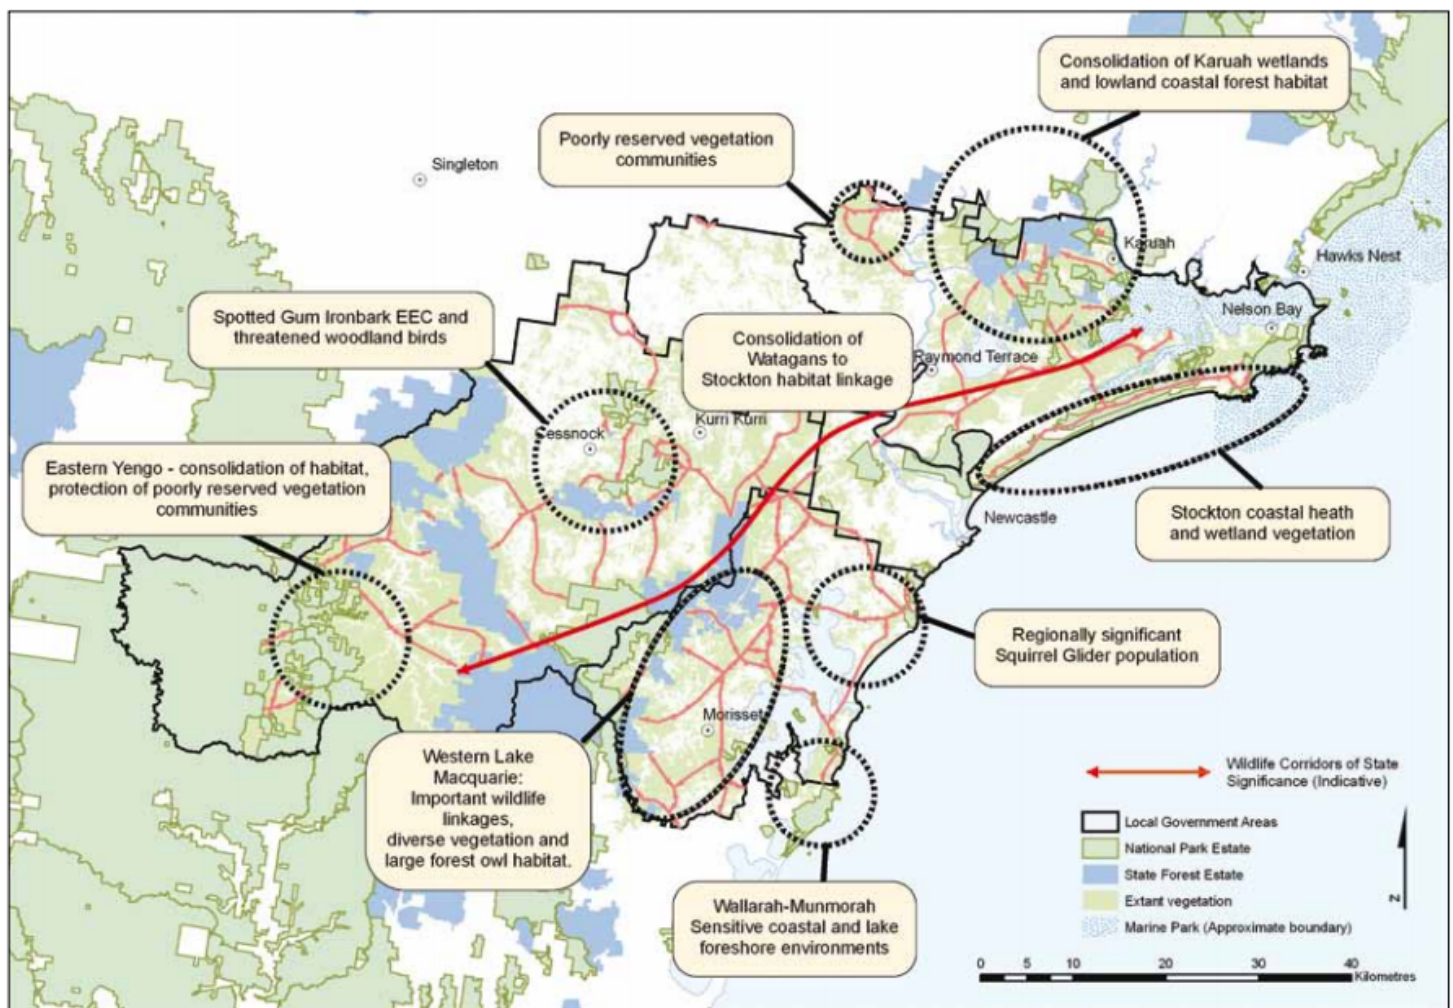 Consolidation of Karuah wetlands
and lowland coastal forest habitat
Poorly reserved vegetation
communities
Singleton
Karuah
Hawks Nest
Nelson Bay
Spotted Gum Ironbark EEC and
threatened woodland birds
Consolidation of
Watagans to
Stockton habitat linkage
Raymond Terrace
Kurri Kurri
Cessnock
Eastern Yengo - consolidation of habitat,
protection of poorly reserved vegetation
communities
Newcastle
Stockton coastal heath
and wetland vegetation
Regionally significant
Squirrel Glider population
Morisset
Western Lake
Macquarie:
Important wildlife
linkages,
diverse vegetation and
large forest owl habitat.
Wallarah-Munmorah
Sensitive coastal and lake
foreshore environments
Wildlife Corridors of State
Significance (Indicative)
Local Government Areas
National Park Estate
State Forest Estate
Extant vegetation
Marine Park (Approximate boundary)
N
0 5 10 20 30 40
Kilometres